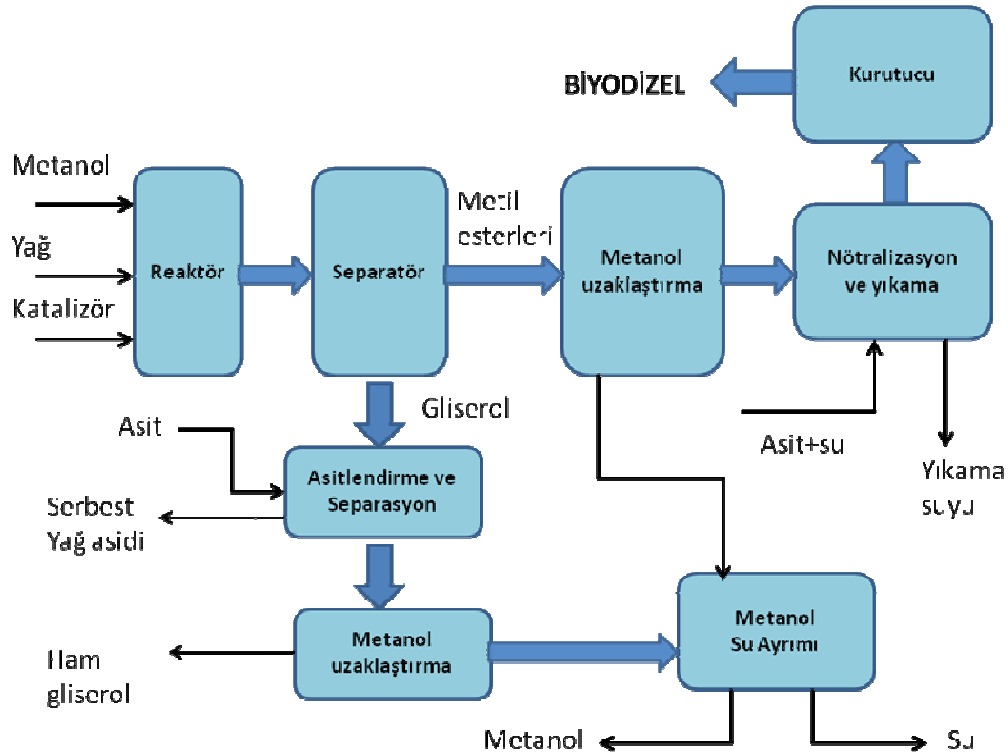 Kurutucu
BİYODİZEL
Metanol
Yağ
Katalizör
Reaktör
Separatör
Metil
esterleri
Metanol
uzaklaştırma
Nötralizasyon
ve yıkama
Gliserol
Asit
Asit+su
Yıkama
suyu
Asitlendirme ve
Separasyon
Serbest
Yağ asidi
Metanol
uzaklaştırma
Ham
gliserol
Metanol
Su Ayrımı
Metanol
Su